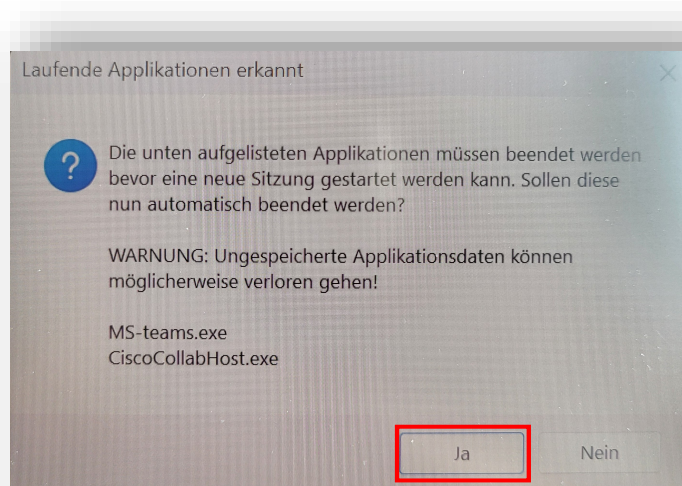 Laufende Applikationen erkannt
Die unten aufgelisteten Applikationen müssen beendet werden
bevor eine neue Sitzung gestartet werden kann. Sollen diese
nun automatisch beendet werden?
WARNUNG: Ungespeicherte Applikationsdaten können
möglicherweise verloren gehen!
MS-teams.exe
CiscoCollabHost.exe
Ja
Nein